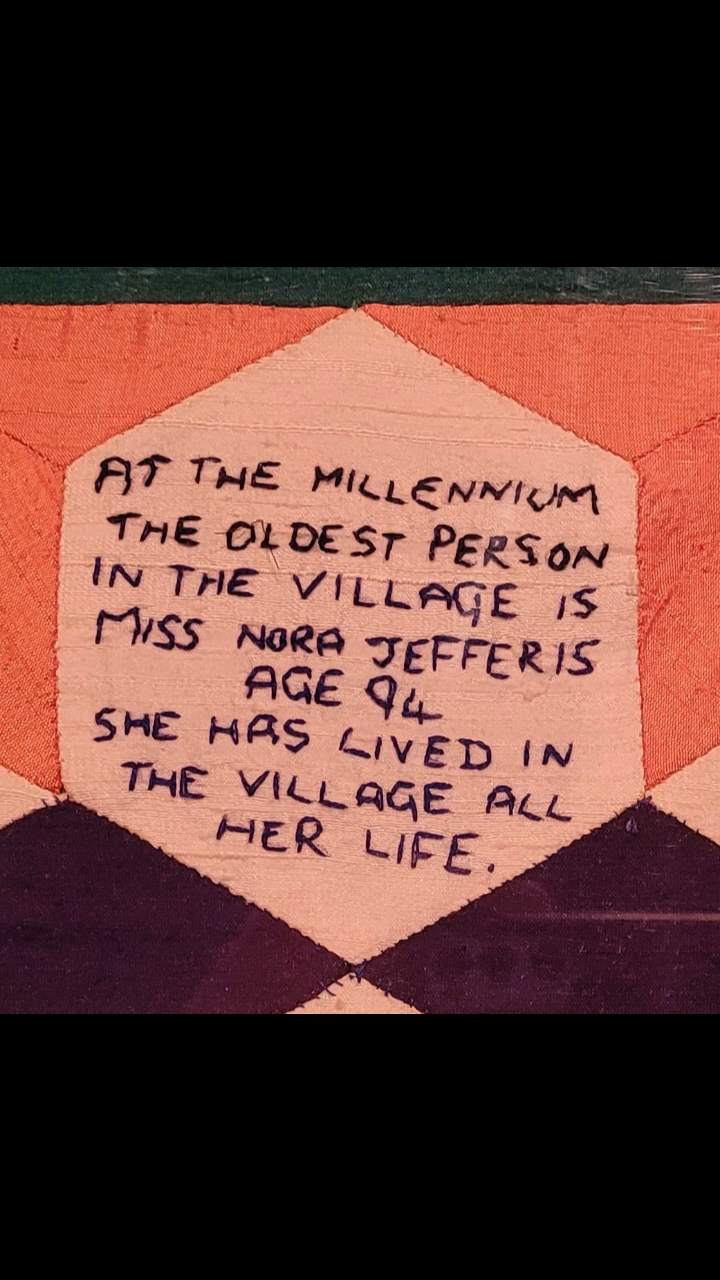 AT THE MILLENNIUM
THE OLDEST PERSON
IN THE VILLAGE IS
MISS NORA JEFFERIS
AGE 94
SHE HAS LIVED IN
THE VILLAGE ALL
HER LIFE.